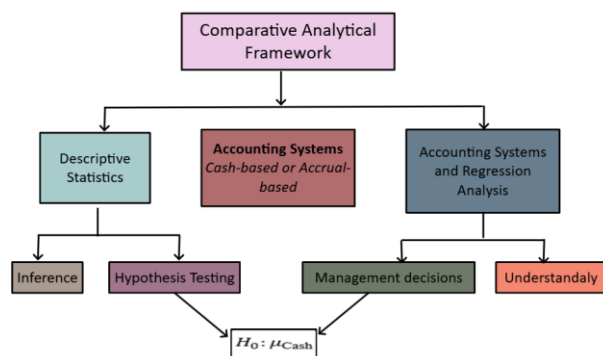 Comparative Analytical
Framework
Descriptive
Statistics
Accounting Systems
Cash-based or Accrual-
based
Accounting Systems
and Regression
Analysis
Inference
Hypothesis Testing
Management decisions
Understandaly
H₀: μ_Cash